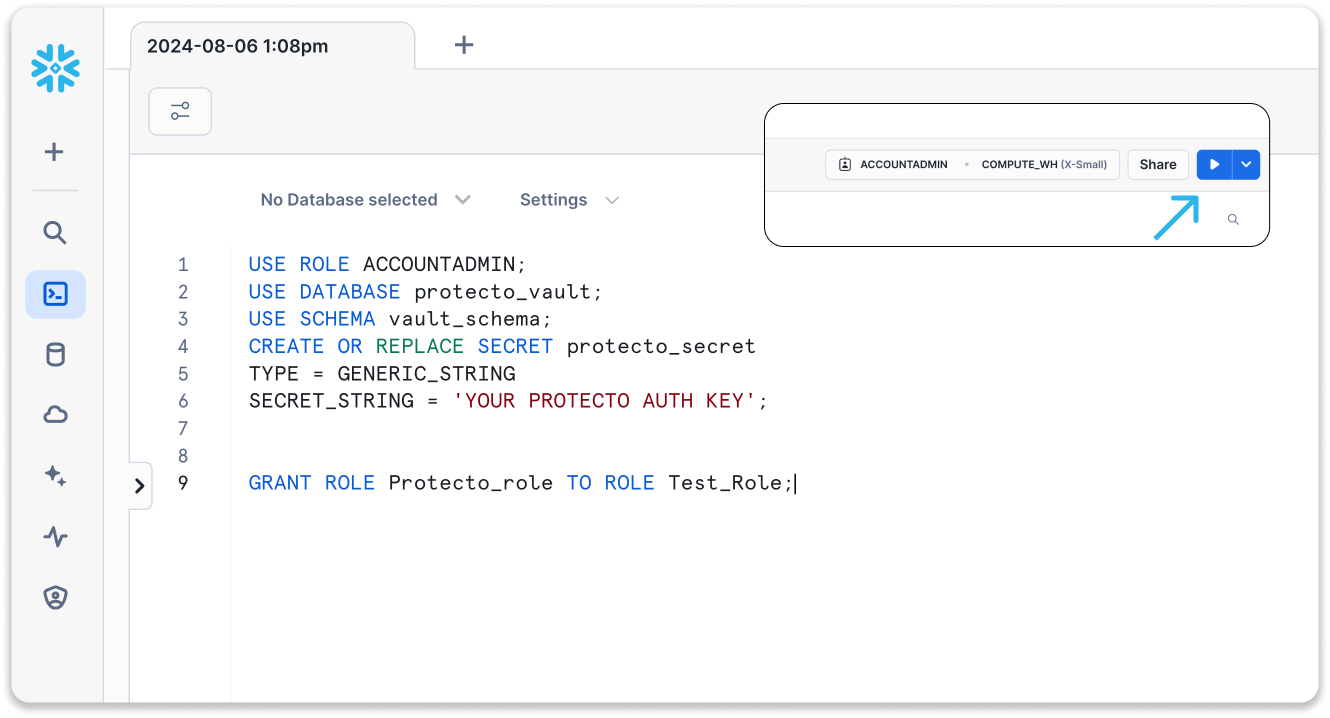 2024-08-06 1:08pm
ACCOUNTADMIN COMPUTE_WH (X-Small) Share
No Database selected Settings
1 USE ROLE ACCOUNTADMIN;
2 USE DATABASE protecto_vault;
3 USE SCHEMA vault_schema;
4 CREATE OR REPLACE SECRET protecto_secret
5 TYPE = GENERIC_STRING
6 SECRET_STRING = 'YOUR PROTECTO AUTH KEY';
7
8
9 GRANT ROLE Protecto_role TO ROLE Test_Role;